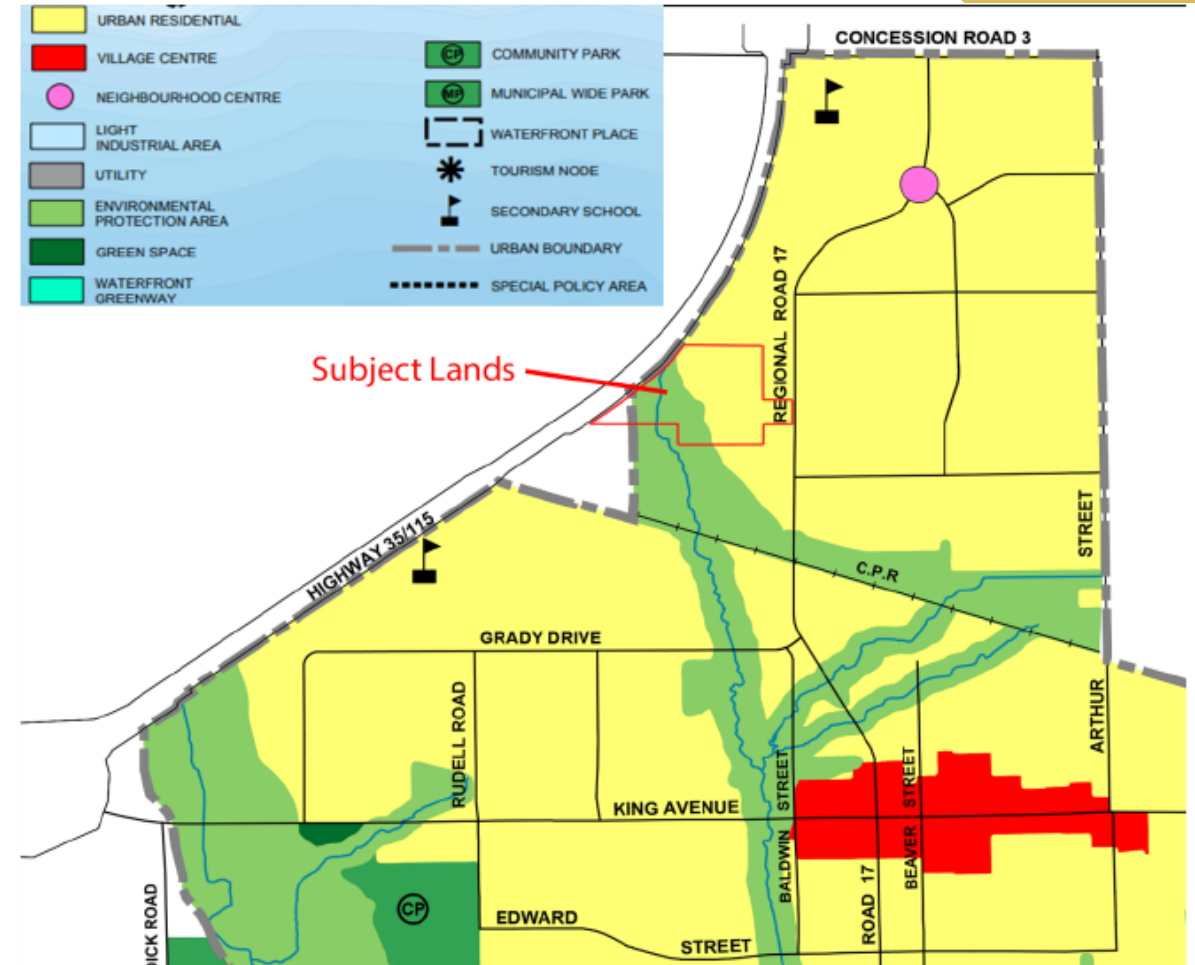 URBAN RESIDENTIAL
VILLAGE CENTRE
NEIGHBOURHOOD CENTRE
LIGHT
INDUSTRIAL AREA
UTILITY
ENVIRONMENTAL
PROTECTION AREA
GREEN SPACE
WATERFRONT
GREENWAY
CP
COMMUNITY PARK
MP
MUNICIPAL WIDE PARK
WATERFRONT PLACE
TOURISM NODE
SECONDARY SCHOOL
URBAN BOUNDARY
SPECIAL POLICY AREA
CONCESSION ROAD 3
REGIONAL ROAD 17
Subject Lands
HIGHWAY 35/115
STREET
C.P.R
GRADY DRIVE
RUDELL ROAD
ARTHUR
KING AVENUE
BALDWIN STREET
BEAVER STREET
ROAD 17
CP
EDWARD
STREET
DICK ROAD